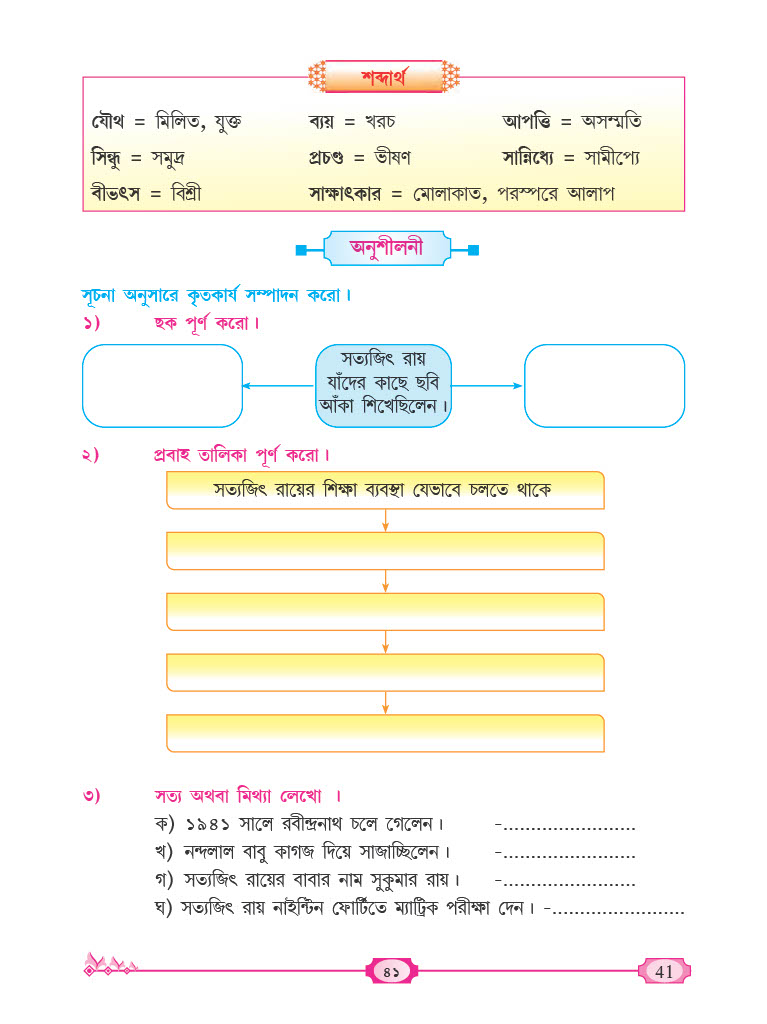 শব্দার্থ
যৌথ = মিলিত, যুক্ত ব্যয় = খরচ আপত্তি = অসম্মতি
সিন্ধু = সমুদ্র প্রচণ্ড = ভীষণ সান্নিধ্যে = সামীপ্যে
বীভৎস = বিশ্রী সাক্ষাৎকার = মোলাকাত, পরস্পরে আলাপ
অনুশীলনী
সূচনা অনুসারে কৃতকার্য সম্পাদন করো।
১) ছক পূর্ণ করো।
সত্যজিৎ রায়
যাঁদের কাছে ছবি
আঁকা শিখেছিলেন।
২) প্রবাহ তালিকা পূর্ণ করো।
সত্যজিৎ রায়ের শিক্ষা ব্যবস্থা যেভাবে চলতে থাকে
৩) সত্য অথবা মিথ্যা লেখো ।
ক) ১৯৪১ সালে রবীন্দ্রনাথ চলে গেলেন। -........................
খ) নন্দলাল বাবু কাগজ দিয়ে সাজাচ্ছিলেন। -........................
গ) সত্যজিৎ রায়ের বাবার নাম সুকুমার রায়। -........................
ঘ) সত্যজিৎ রায় নাইন্টিন ফোর্টিতে ম্যাট্রিক পরীক্ষা দেন। -........................
৪১ 41